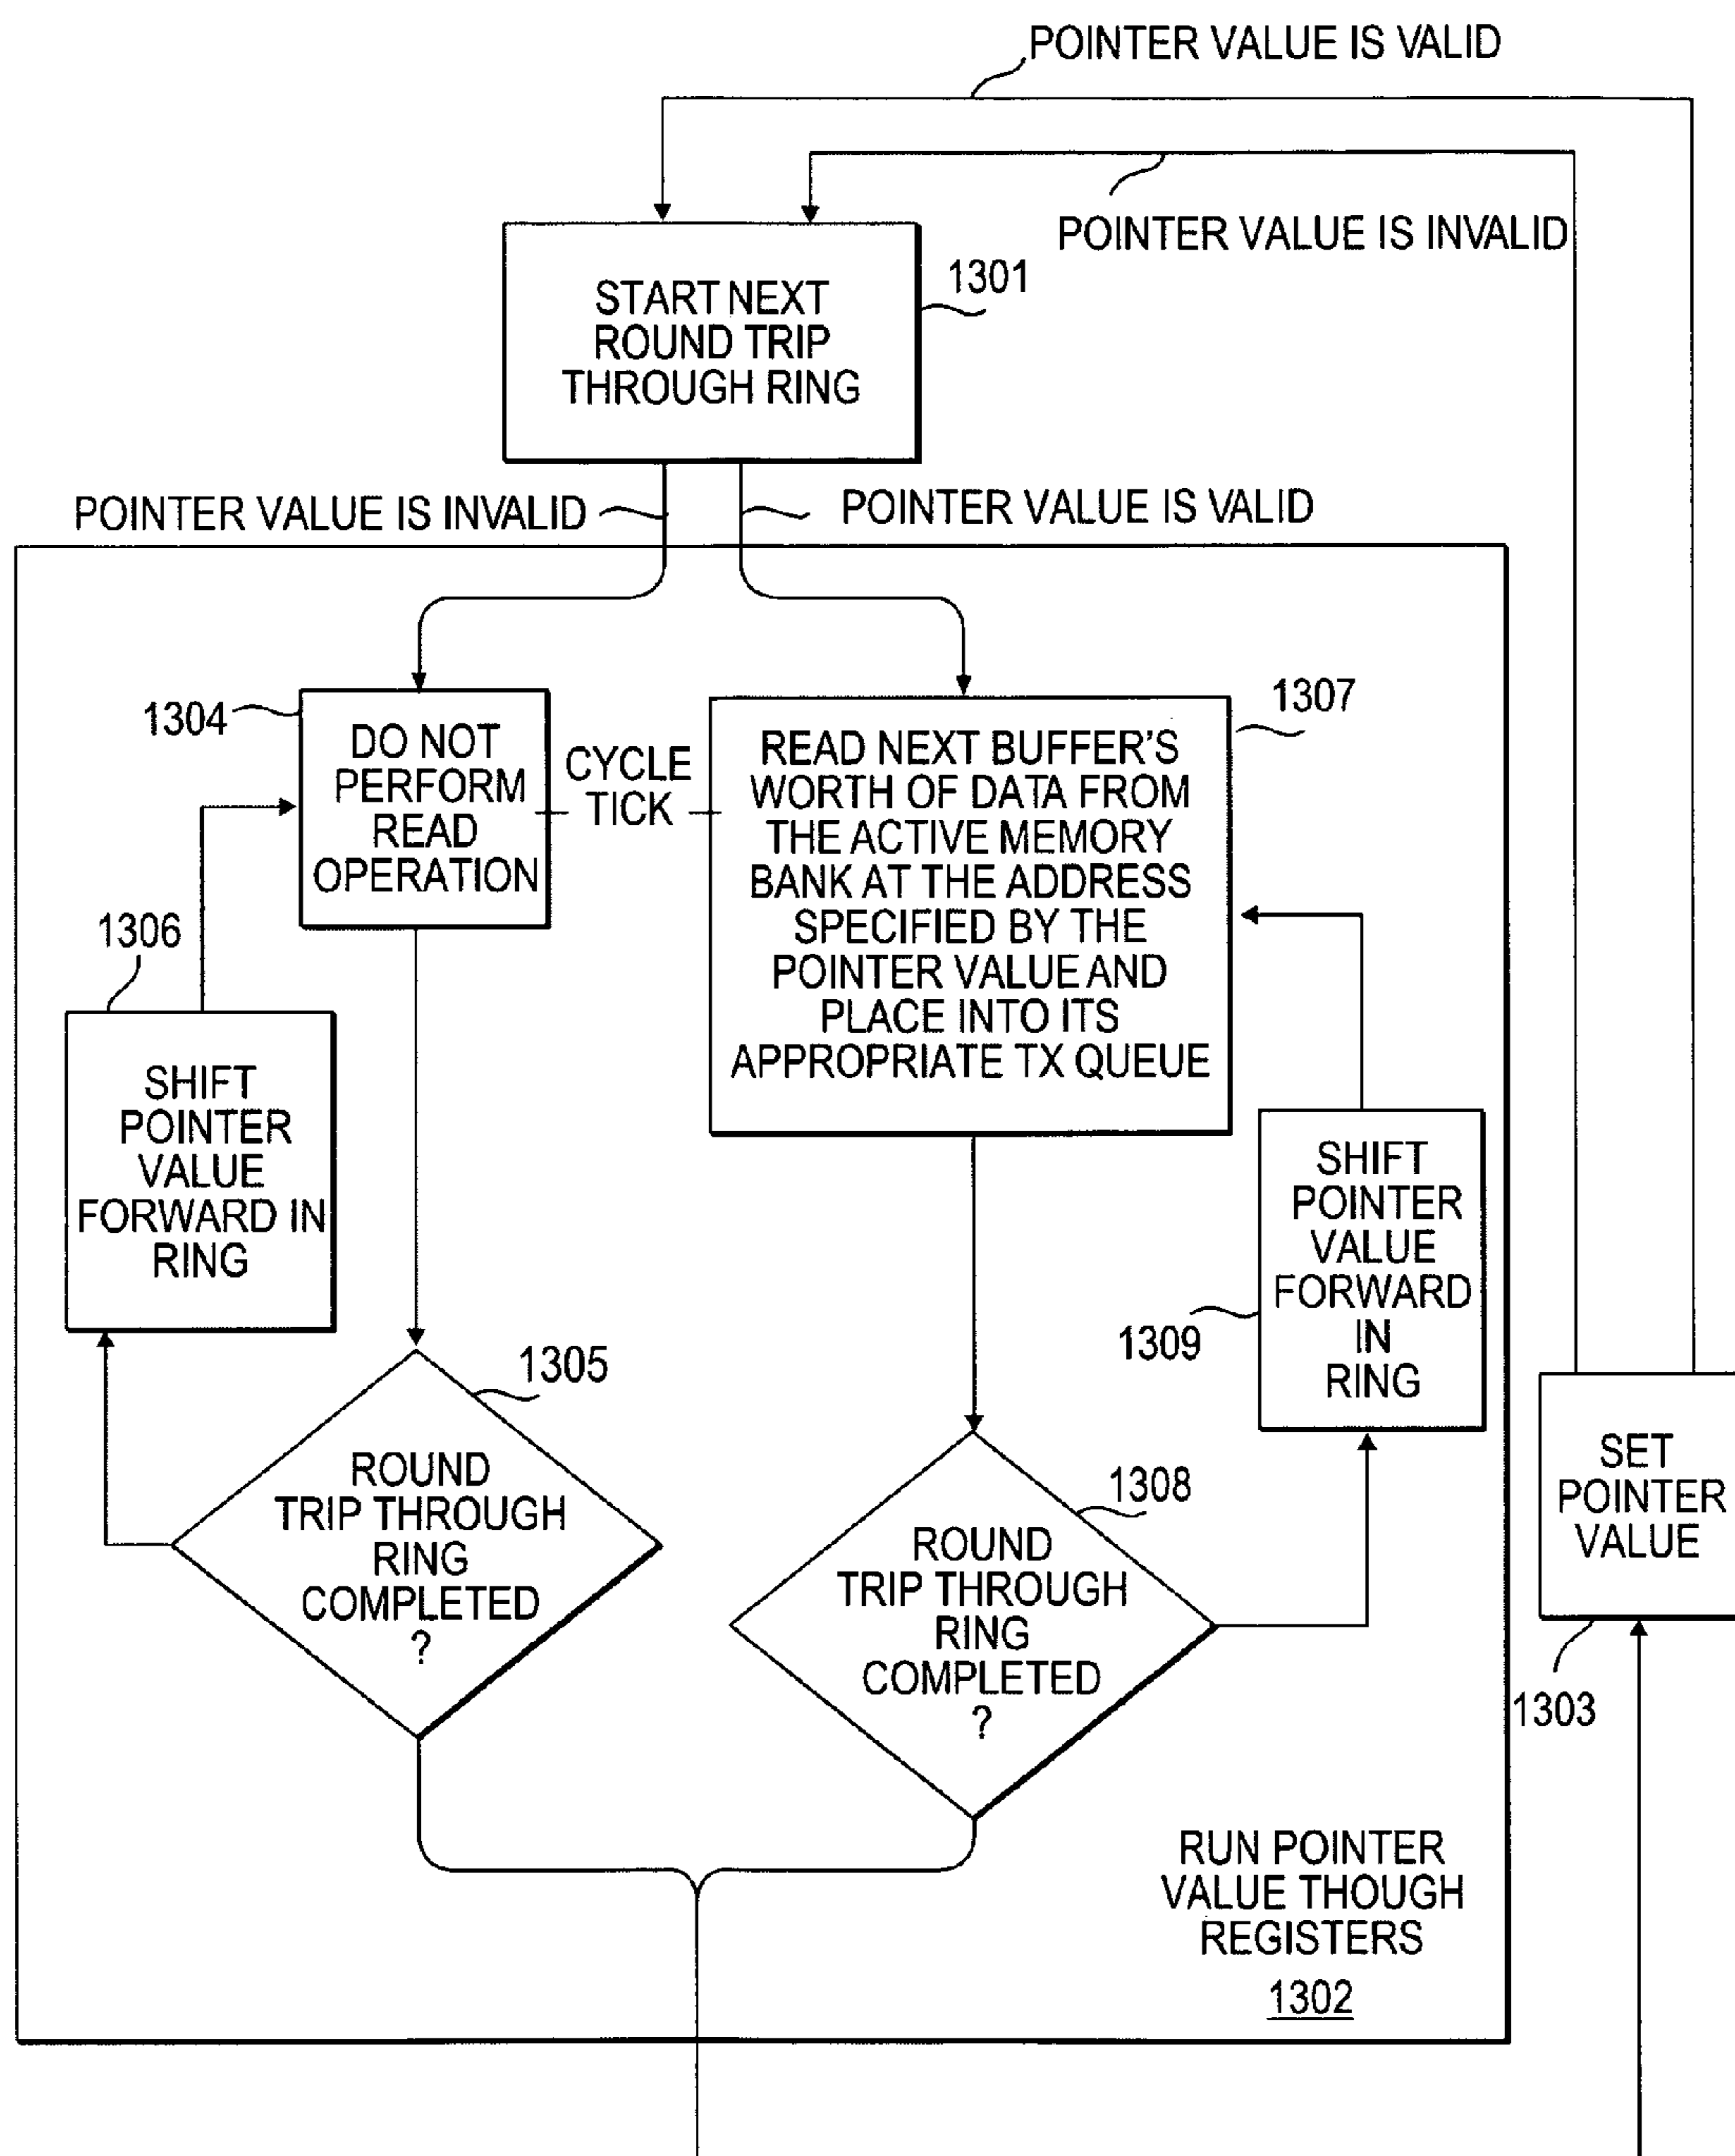 POINTER VALUE IS VALID
POINTER VALUE IS INVALID
START NEXT
ROUND TRIP
THROUGH RING
1301
POINTER VALUE IS INVALID
POINTER VALUE IS VALID
1304
DO NOT
PERFORM
READ
OPERATION
CYCLE
TICK
1307
READ NEXT BUFFER'S
WORTH OF DATA FROM
THE ACTIVE MEMORY
BANK AT THE ADDRESS
SPECIFIED BY THE
POINTER VALUE AND
PLACE INTO ITS
APPROPRIATE TX QUEUE
1306
SHIFT
POINTER
VALUE
FORWARD IN
RING
SHIFT
POINTER
VALUE
FORWARD
IN
RING
1309
1305
ROUND
TRIP THROUGH
RING
COMPLETED
?
1308
ROUND
TRIP THROUGH
RING
COMPLETED
?
SET
POINTER
VALUE
1303
RUN POINTER
VALUE THOUGH
REGISTERS
1302